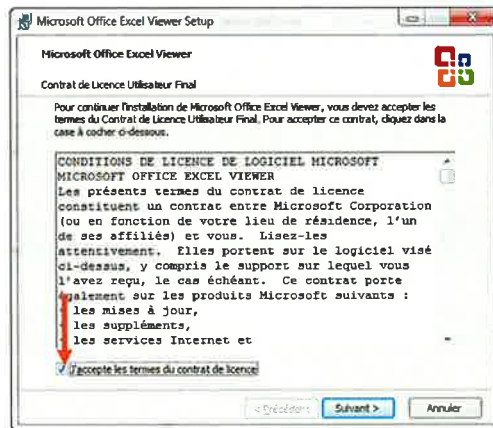 Microsoft Office Excel Viewer Setup
Microsoft Office Excel Viewer
Contrat de Licence Utilisateur Final
Pour continuer l'installation de Microsoft Office Excel Viewer, vous devez accepter les
termes du Contrat de Licence Utilisateur Final. Pour accepter ce contrat, cliquez dans la
case à cocher ci-dessous.
CONDITIONS DE LICENCE DE LOGICIEL MICROSOFT
MICROSOFT OFFICE EXCEL VIEWER
Les présents termes du contrat de licence
constituent un contrat entre Microsoft Corporation
(ou en fonction de votre lieu de résidence, l'un
de ses affiliés) et vous. Lisez-les
attentivement. Elles portent sur le logiciel visé
ci-dessus, y compris le support sur lequel vous
l'avez reçu, le cas échéant. Ce contrat porte
également sur les produits Microsoft suivants :
les mises à jour,
les suppléments,
les services Internet et
J'accepte les termes du contrat de licence
< Précédent Suivant > Annuler